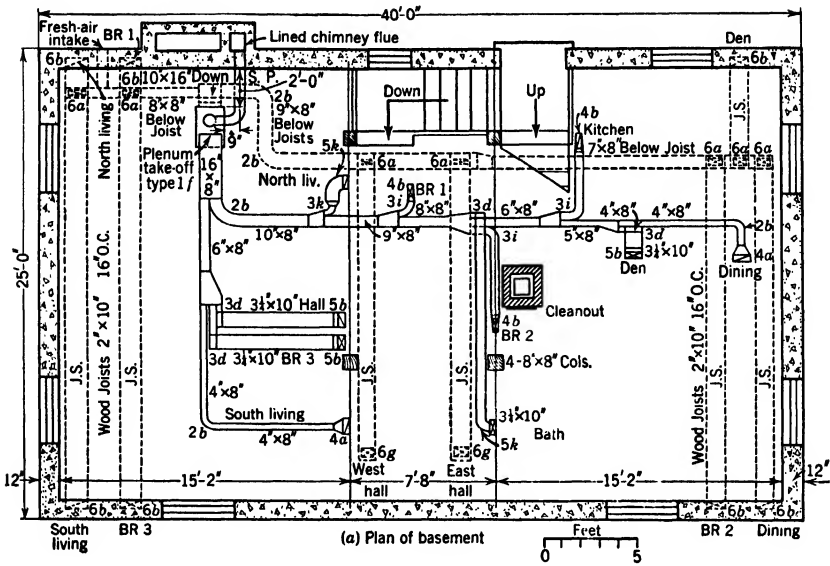 40'-0"
Fresh-air intake
BR 1
Lined chimney flue
Den
6b
6b 10×16" Down
S. P.
2'-0"
6b
6a
6a
8"×8"
Below
Joist
2b
9"×8"
Below
Joists
Down
Up
4b
Kitchen
7"×8" Below Joist
J.S.
6a
6a
6a
North living
Plenum
take-off
type 1f
9"
16"
×
8"
2b
5k
6a
6a
North liv.
4b BR 1
3k
3i
8"×8"
3d
6"×8"
3i
4"×8"
4"×8"
2b
2b
10"×8"
9"×8"
3i
5"×8"
3d
3¼"×10"
5b
Den
4a
Dining
6"×8"
25'-0"
Wood Joists 2"×10" 16"O.C.
3d 3¼"×10" Hall 5b
3d 3¼"×10" BR 3 5b
Cleanout
4b
BR 2
4-8"×8" Cols.
Wood Joists 2"×10" 16"O.C.
J.S.
J.S.
J.S.
J.S.
J.S.
J.S.
4"×8"
South living
2b
4"×8"
4a
3¼"×10"
Bath
5k
6g
6g
12"
15'-2"
West
hall
7'-8"
East
hall
15'-2"
12"
6b
6b
6b
6b
South
living
BR 3
(a) Plan of basement
Feet
0
5
BR 2
Dining